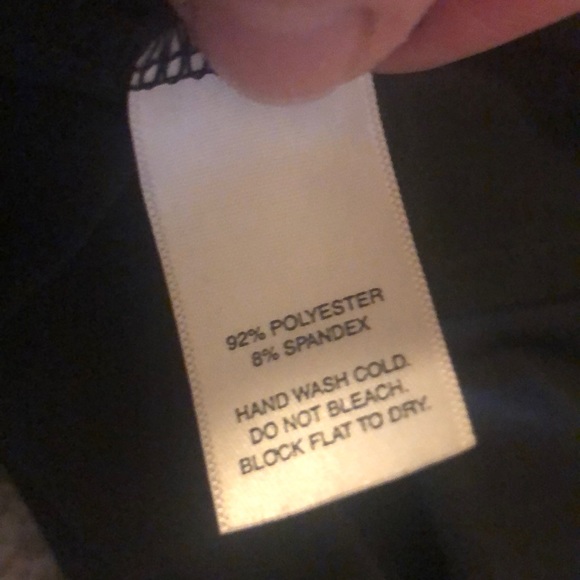 92% POLYESTER
8% SPANDEX
HAND WASH COLD.
DO NOT BLEACH.
BLOCK FLAT TO DRY.